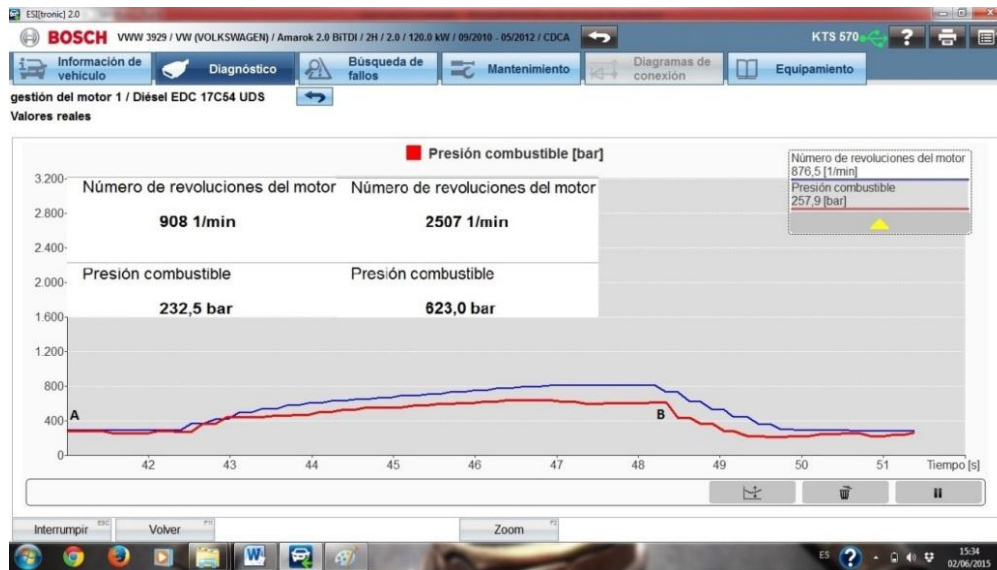 ESI[tronic] 2.0
BOSCH VWW 3929 / VW (VOLKSWAGEN) / Amarok 2.0 BiTDI / 2H / 2.0 / 120.0 kW / 09/2010 - 05/2012 / CDCA KTS 570 ?
Información de vehículo
Diagnóstico
Búsqueda de fallos
Mantenimiento
Diagramas de conexión
Equipamiento
gestión del motor 1 / Diésel EDC 17C54 UDS
Valores reales
Presión combustible [bar]
Número de revoluciones del motor
876,5 [1/min]
Presión combustible
257,9 [bar]
Número de revoluciones del motor Número de revoluciones del motor
908 1/min 2507 1/min
Presión combustible Presión combustible
232,5 bar 623,0 bar
3.200
2.800
2.400
2.000
1.600
1.200
800
400
0
A
B
42 43 44 45 46 47 48 49 50 51 Tiempo [s]
Interrumpir ESC Volver F11 Zoom F2
W
ES ? 15:34
02/06/2015